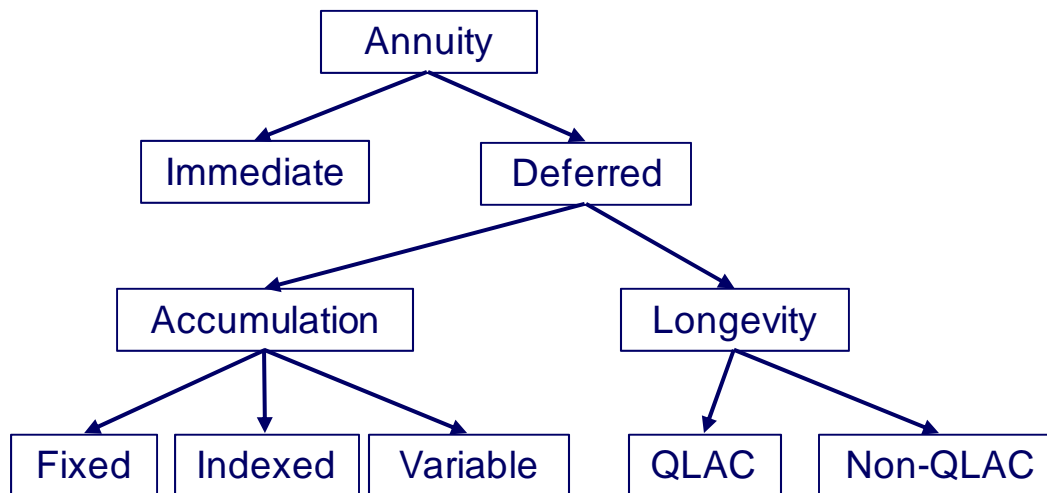 Annuity
Immediate
Deferred
Accumulation
Longevity
Fixed
Indexed
Variable
QLAC
Non-QLAC